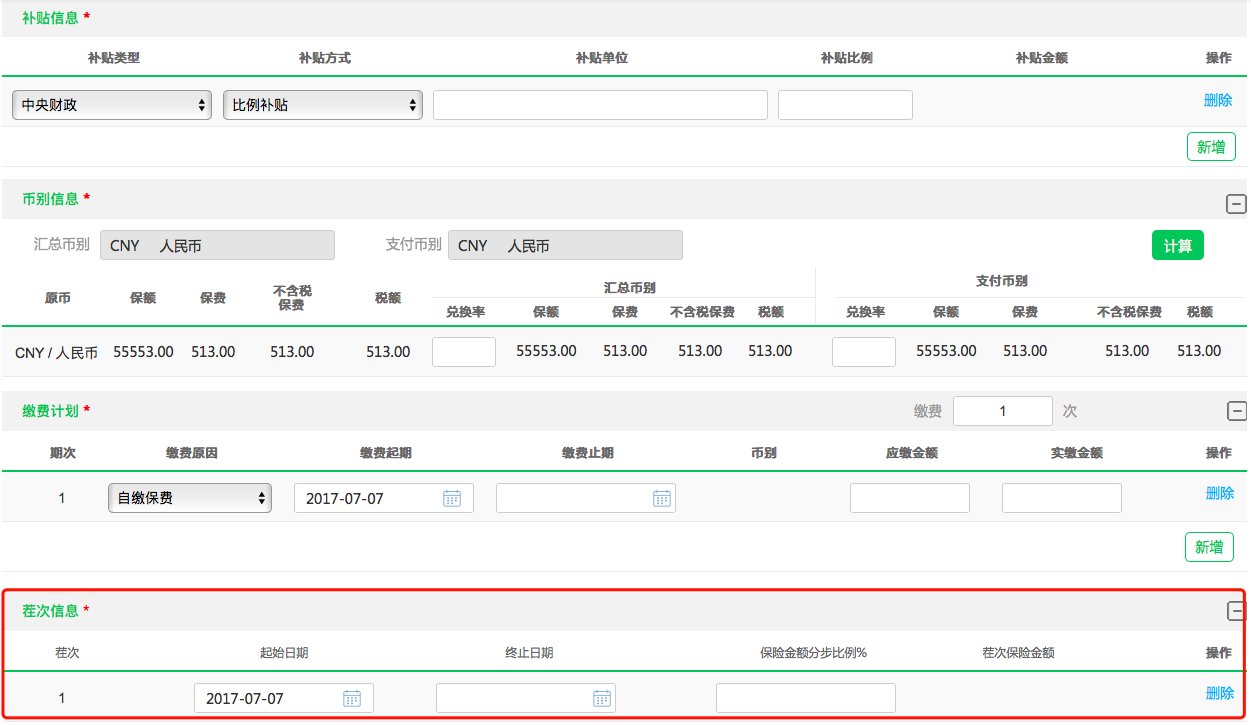 补贴信息 *
补贴类型 补贴方式 补贴单位 补贴比例 补贴金额 操作
中央财政 比例补贴 删除
新增
币别信息 *
汇总币别 CNY 人民币 支付币别 CNY 人民币 计算
原币 保额 保费 不含税保费 税额 汇总币别 支付币别
兑换率 保额 保费 不含税保费 税额 兑换率 保额 保费 不含税保费 税额
CNY / 人民币 55553.00 513.00 513.00 513.00 55553.00 513.00 513.00 513.00 55553.00 513.00 513.00 513.00
缴费计划 * 缴费 1 次
期次 缴费原因 缴费起期 缴费止期 币别 应缴金额 实缴金额 操作
1 自缴保费 2017-07-07 删除
新增
茬次信息 *
茬次 起始日期 终止日期 保险金额分步比例% 茬次保险金额 操作
1 2017-07-07 删除